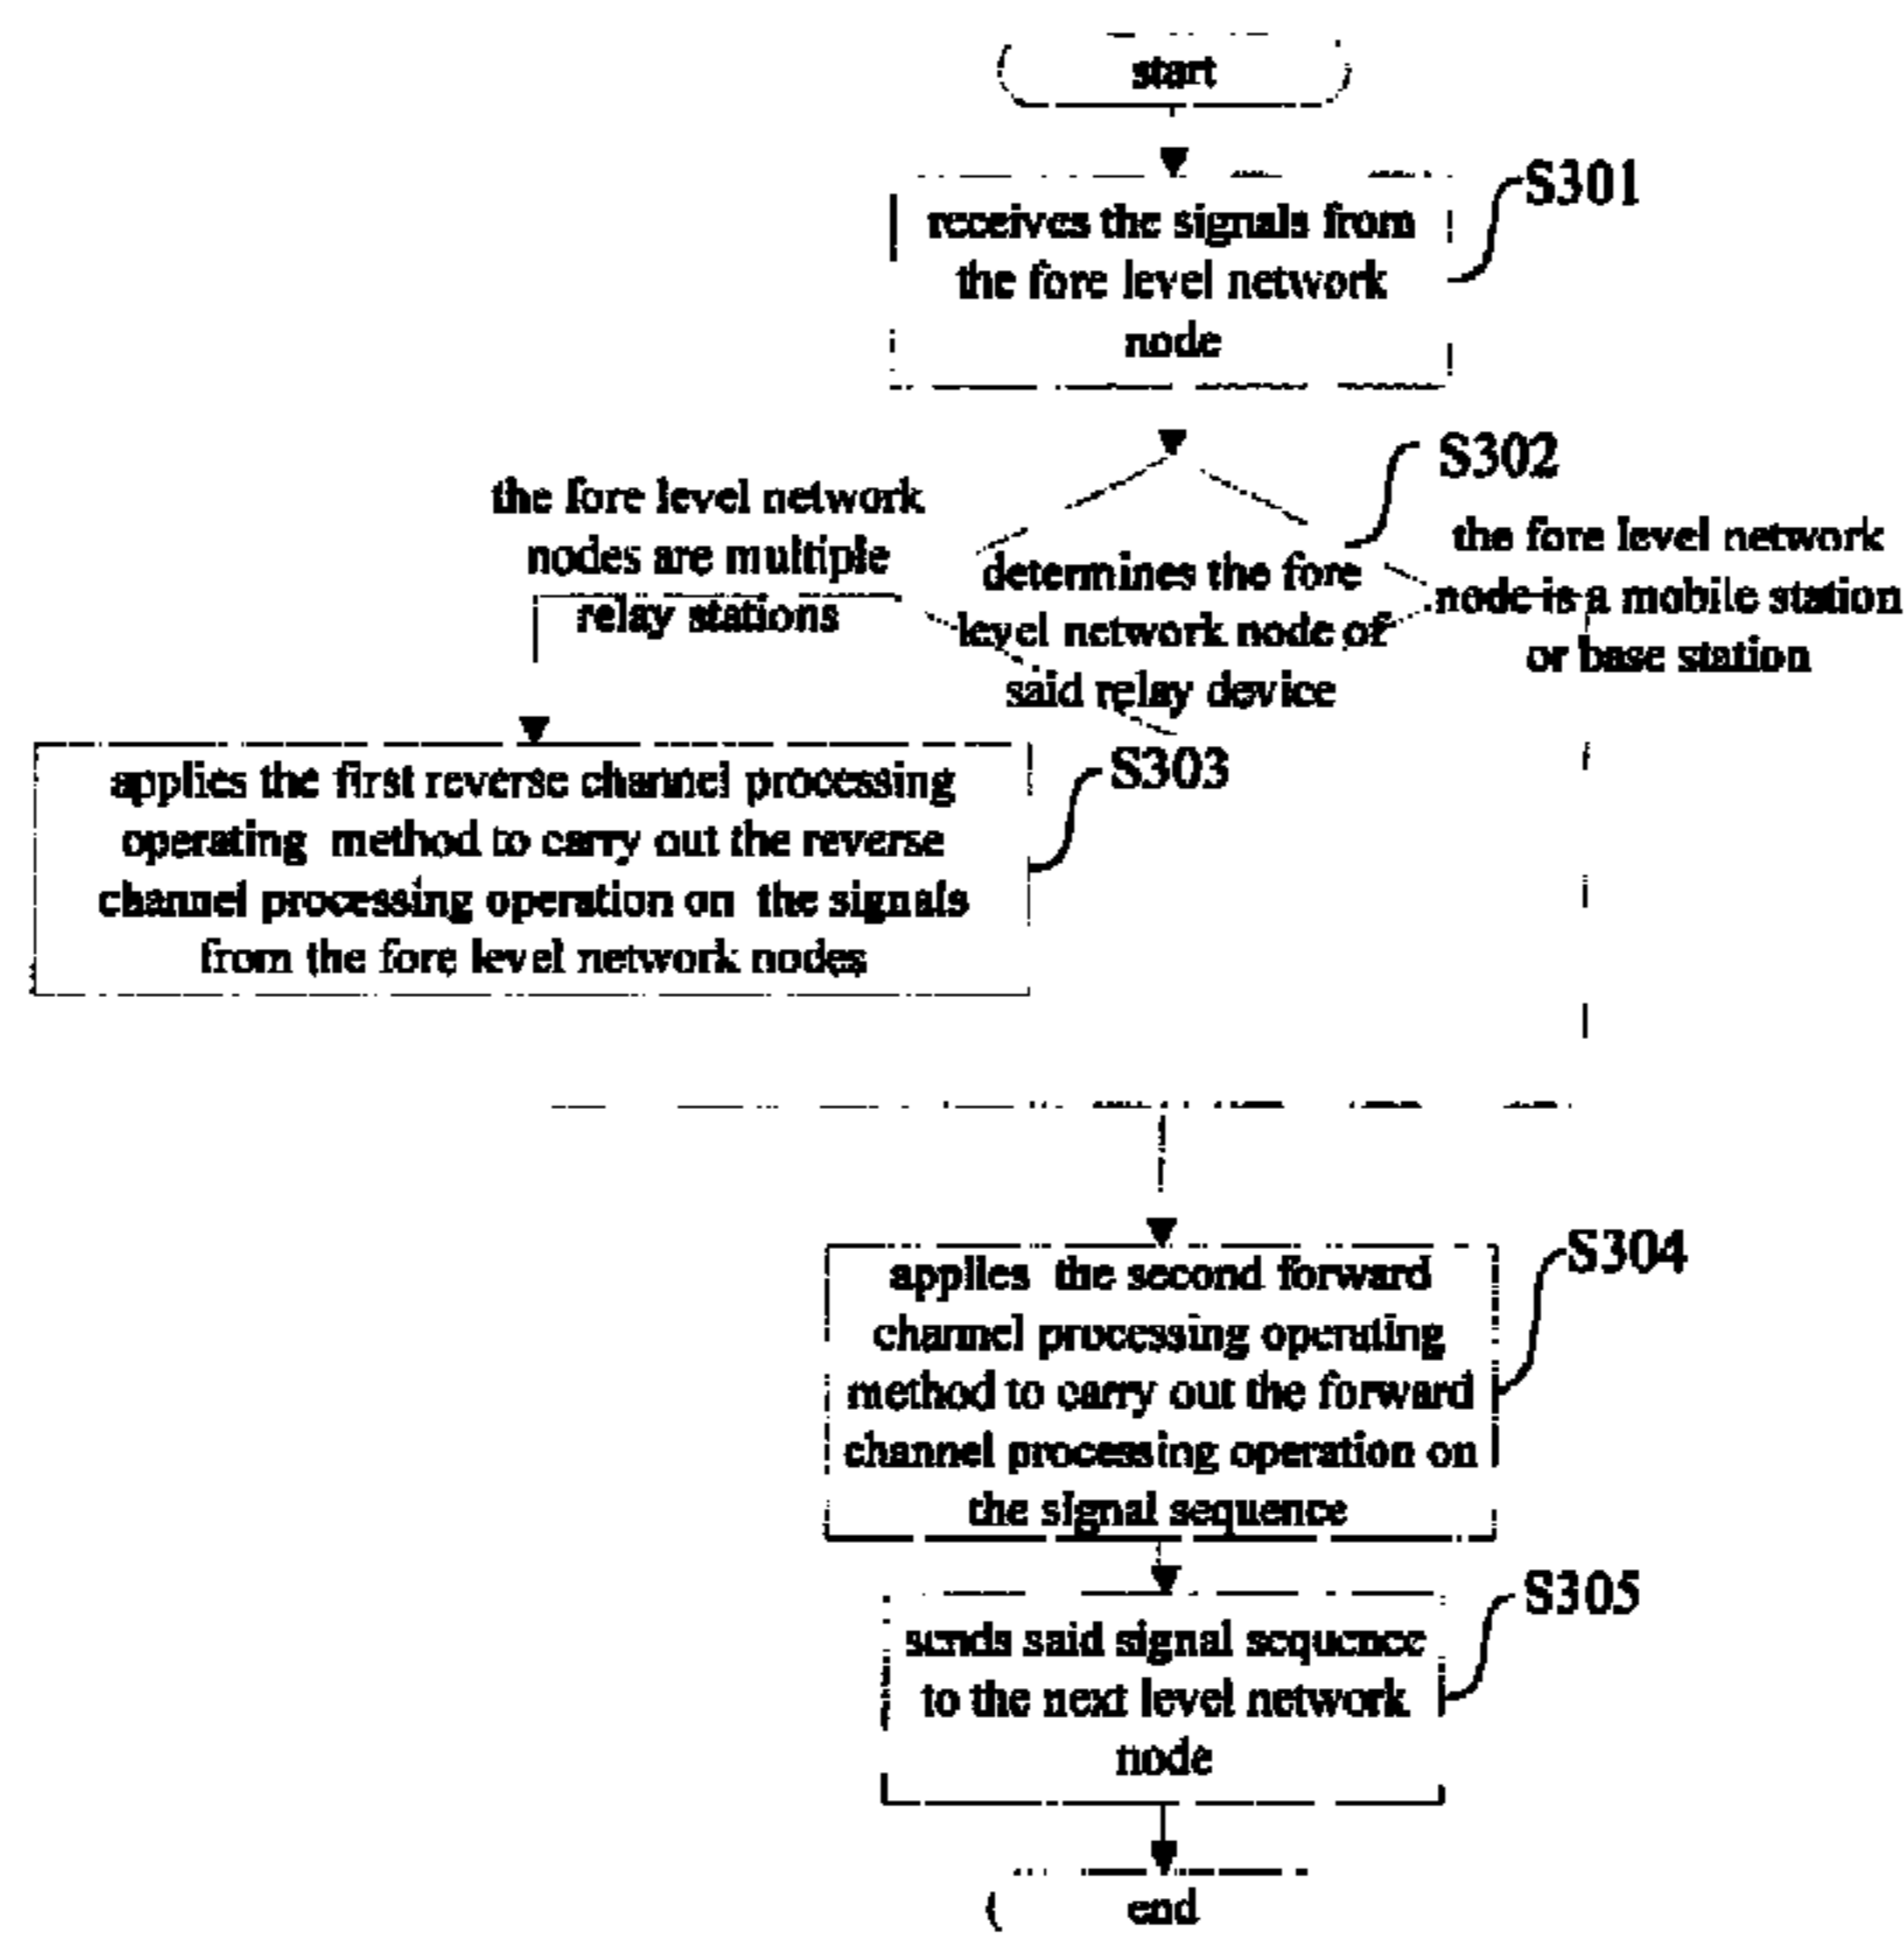 start
receives the signals from
the fore level network
node
S301
S302
the fore level network
nodes are multiple
relay stations
determines the fore
level network node of
said relay device
the fore level network
node is a mobile station
or base station
applies the first reverse channel processing
operating method to carry out the reverse
channel processing operation on the signals
from the fore level network nodes
S303
applies the second forward
channel processing operating
method to carry out the forward
channel processing operation on
the signal sequence
S304
sends said signal sequence
to the next level network
node
S305
end